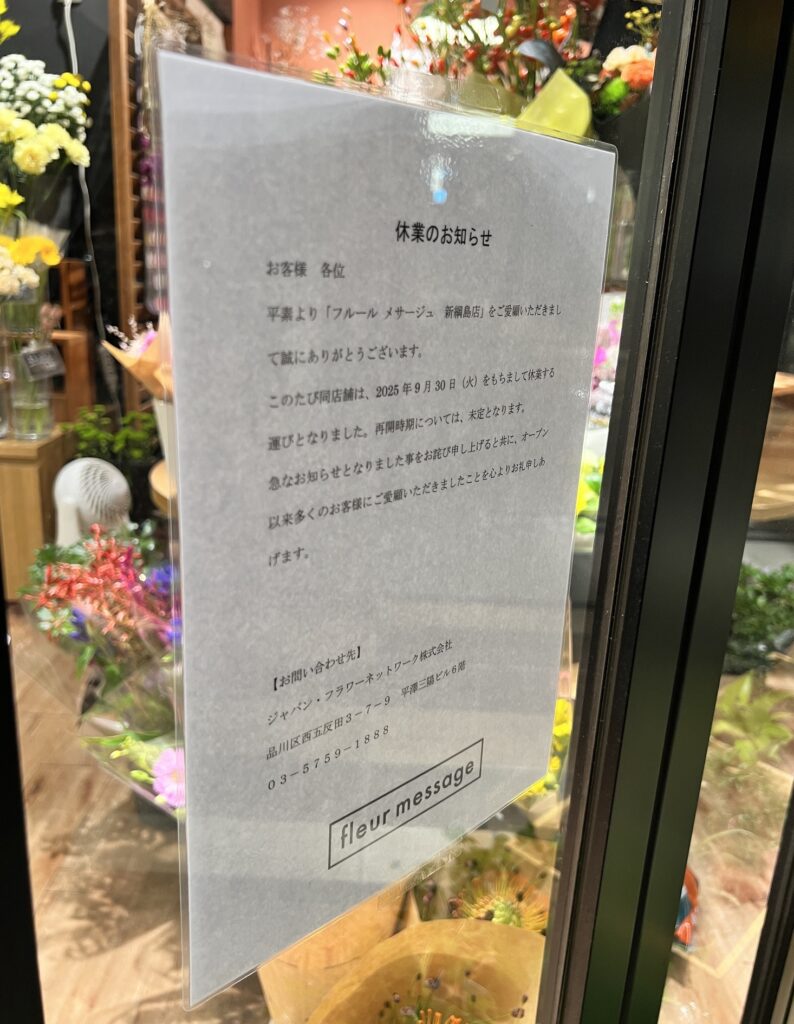 休業のお知らせ
お客様　各位
平素より「フルール メサージュ　新綱島店」をご愛顧いただきまし
て誠にありがとうございます。
このたび同店舗は、2025年9月30日（火）をもちまして休業する
運びとなりました。再開時期については、未定となります。
急なお知らせとなりました事をお詫び申し上げると共に、オープン
以来多くのお客様にご愛顧いただきましたことを心よりお礼申しあ
げます。
【お問い合わせ先】
ジャパン・フラワーネットワーク株式会社
品川区西五反田３－７－９　平澤三陽ビル６階
０３－５７５９－１８８８
fleur message